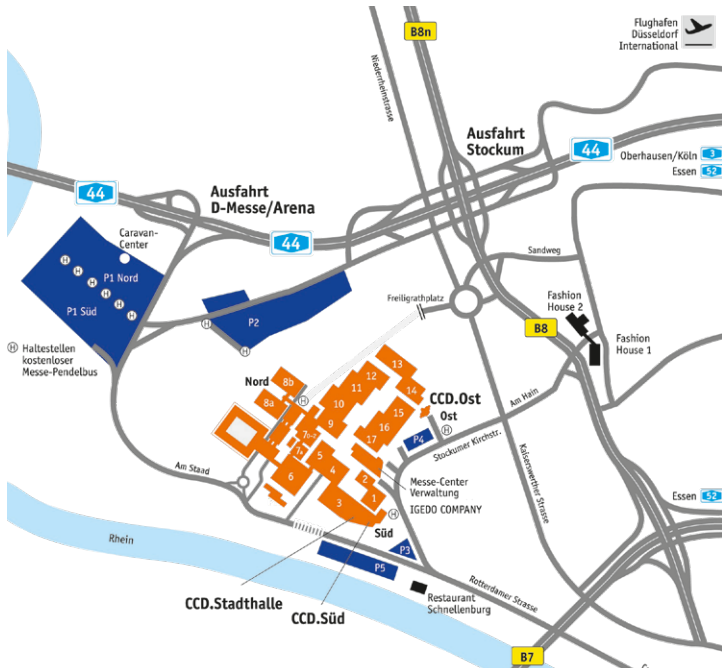 Flughafen
Düsseldorf
International
B8n
Niederrheinstrasse
Ausfahrt
Stockum
44
44
Oberhausen/Köln 3
Essen 52
Ausfahrt
D-Messe/Arena
44
Caravan-
Center
Sandweg
P1 Nord
H H H H H H
P1 Süd
Freiligrathplatz
Fashion
House 2
P2
B8
H
Fashion
House 1
H Haltestellen
kostenloser
Messe-Pendelbus
H
13
12
Nord
8b
11
14
CCD.Ost
Am Hain
8a
H
10
15
Ost
9
16
H
7
17
P4
Stockumer Kirchstr.
7a
5
Kaiserswerther Strasse
Am Staad
6
4
2
Messe-Center
Verwaltung
3
1
IGEDO COMPANY
Essen 52
H
Süd
Rhein
P3
P5
Rotterdamer Strasse
Restaurant
Schnellenburg
CCD.Stadthalle
CCD.Süd
B7